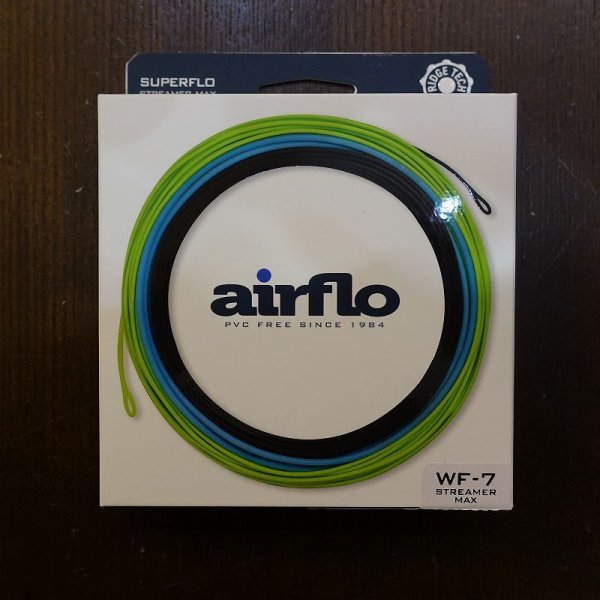 SUPERFLO
STREAMER MAX
RIDGE TECH
airflo
PVC FREE SINCE 1984
WF-7
STREAMER
MAX